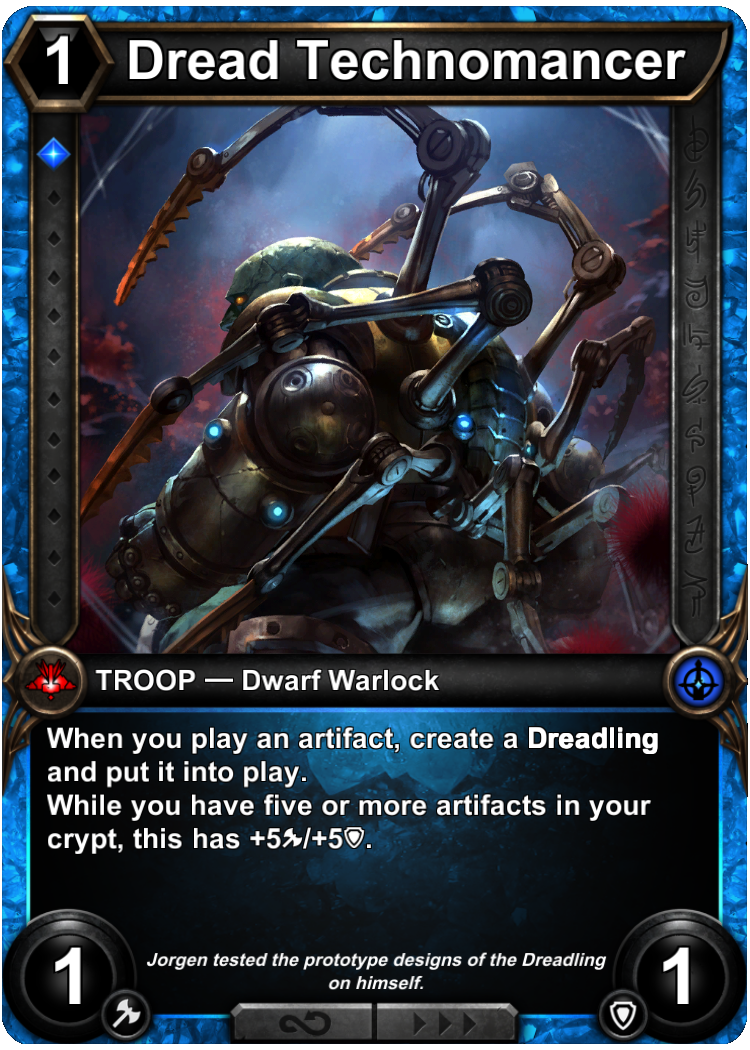 1 Dread Technomancer
TROOP — Dwarf Warlock
When you play an artifact, create a Dreadling
and put it into play.
While you have five or more artifacts in your
crypt, this has +5/+5.
Jorgen tested the prototype designs of the Dreadling
on himself.
1 1